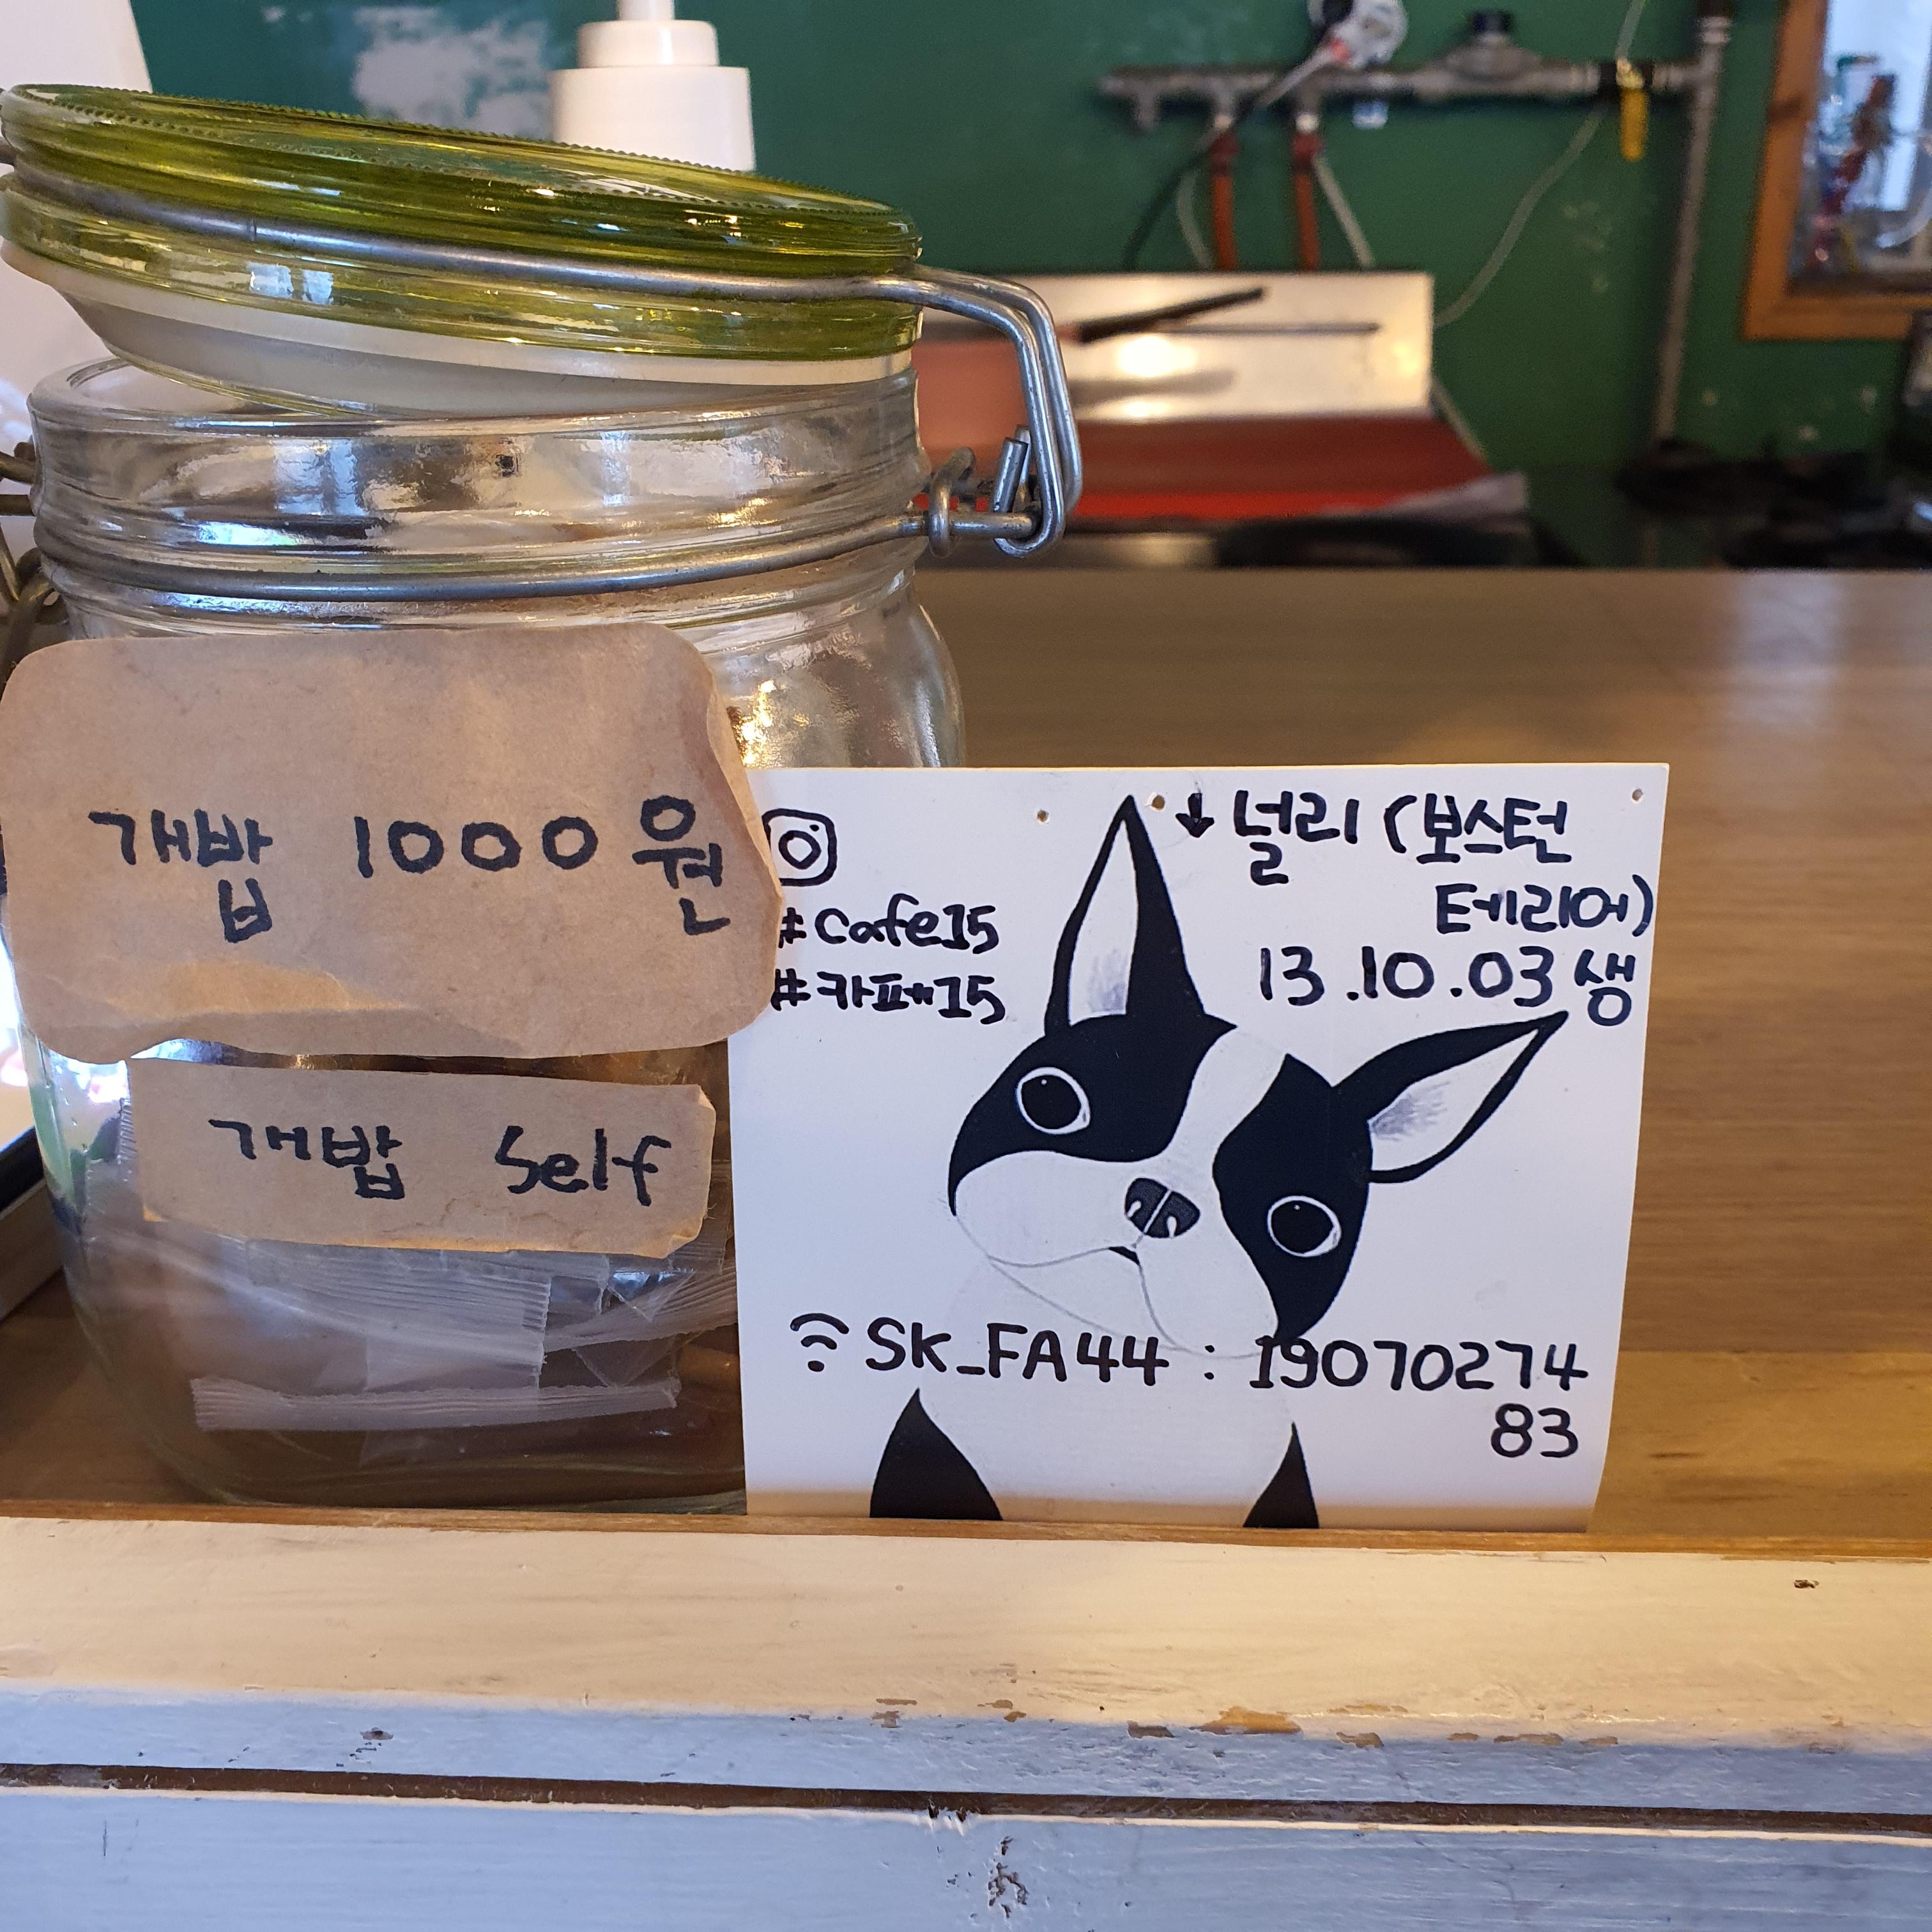 개밥 1000원
개밥 Self
#Cafe15
#카페15
↓ 널리 (보스턴
테리어)
13.10.03생
SK_FA44 : 19070274
83